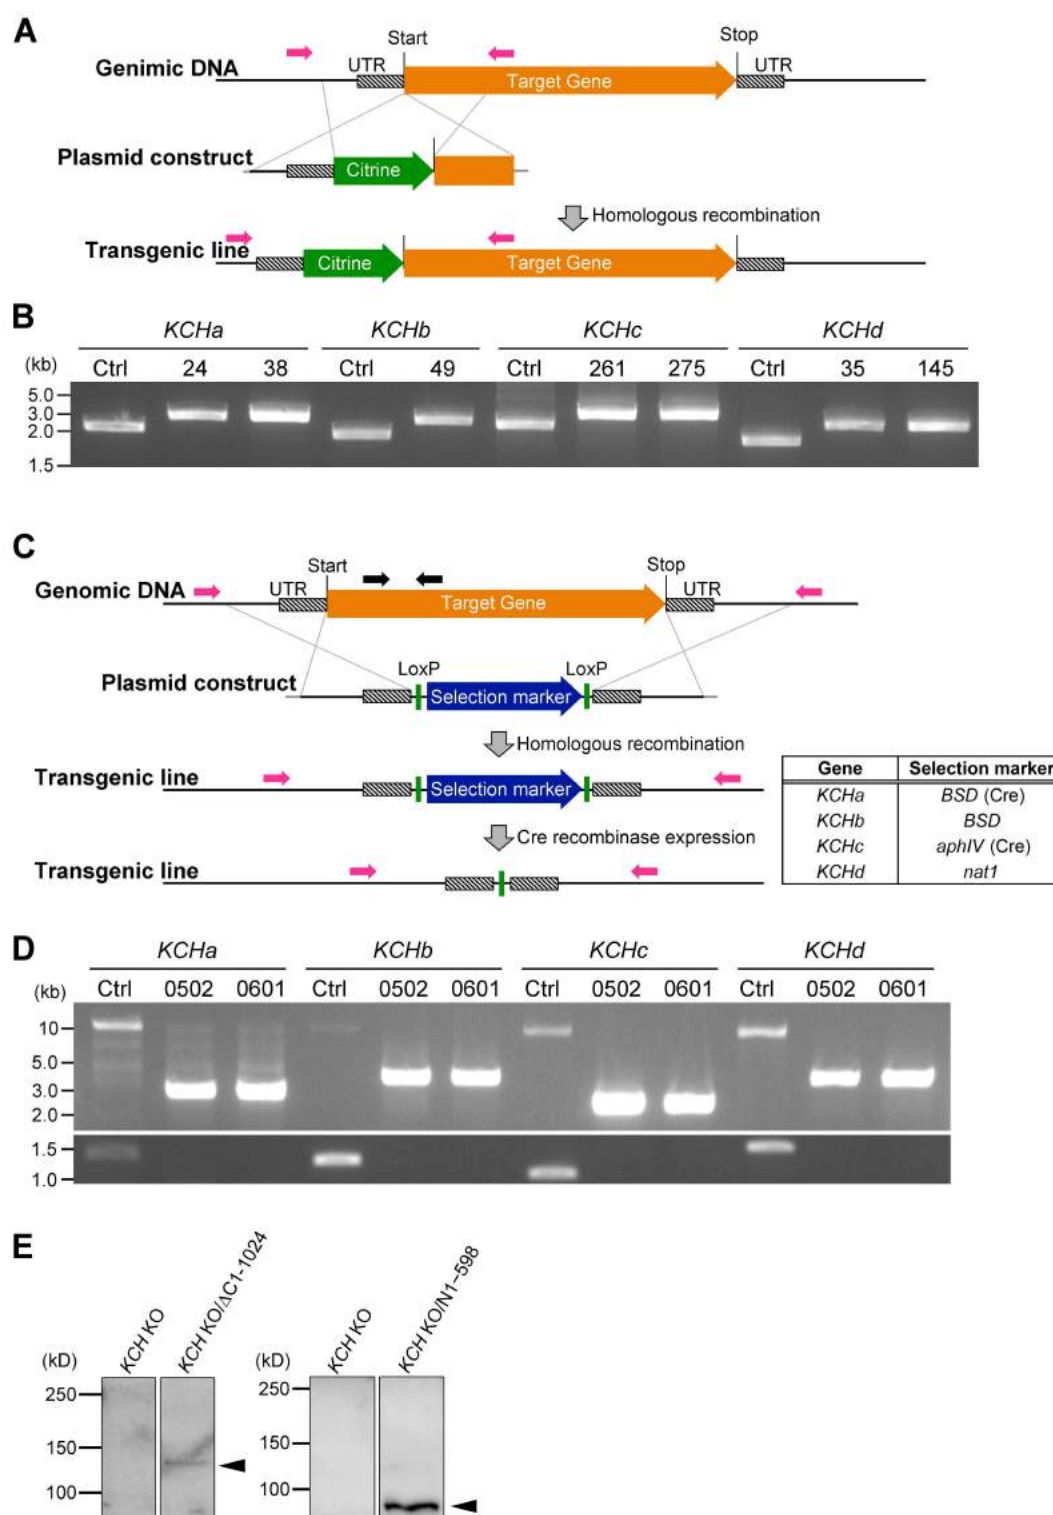 A
Start
Stop
UTR
UTR
Genimic DNA
Target Gene
Plasmid construct
Citrine
Homologous recombination
Transgenic line
Citrine
Target Gene
B
KCHa KCHb KCHc KCHd
(kb) Ctrl 24 38 Ctrl 49 Ctrl 261 275 Ctrl 35 145
5.0
3.0
2.0
1.5
C
Start
Stop
Genomic DNA
UTR
UTR
Target Gene
LoxP
LoxP
Plasmid construct
Selection marker
Homologous recombination
Transgenic line
Selection marker
Cre recombinase expression
Transgenic line
Gene Selection marker
KCHa BSD (Cre)
KCHb BSD
KCHc aphIV (Cre)
KCHd nat1
D
KCHa KCHb KCHc KCHd
(kb) Ctrl 0502 0601 Ctrl 0502 0601 Ctrl 0502 0601 Ctrl 0502 0601
10
5.0
3.0
2.0
1.5
1.0
E
KCH KO
KCH KO/ΔC1-1024
(kD)
250
150
100
KCH KO
KCH KO/N1−598
(kD)
250
150
100